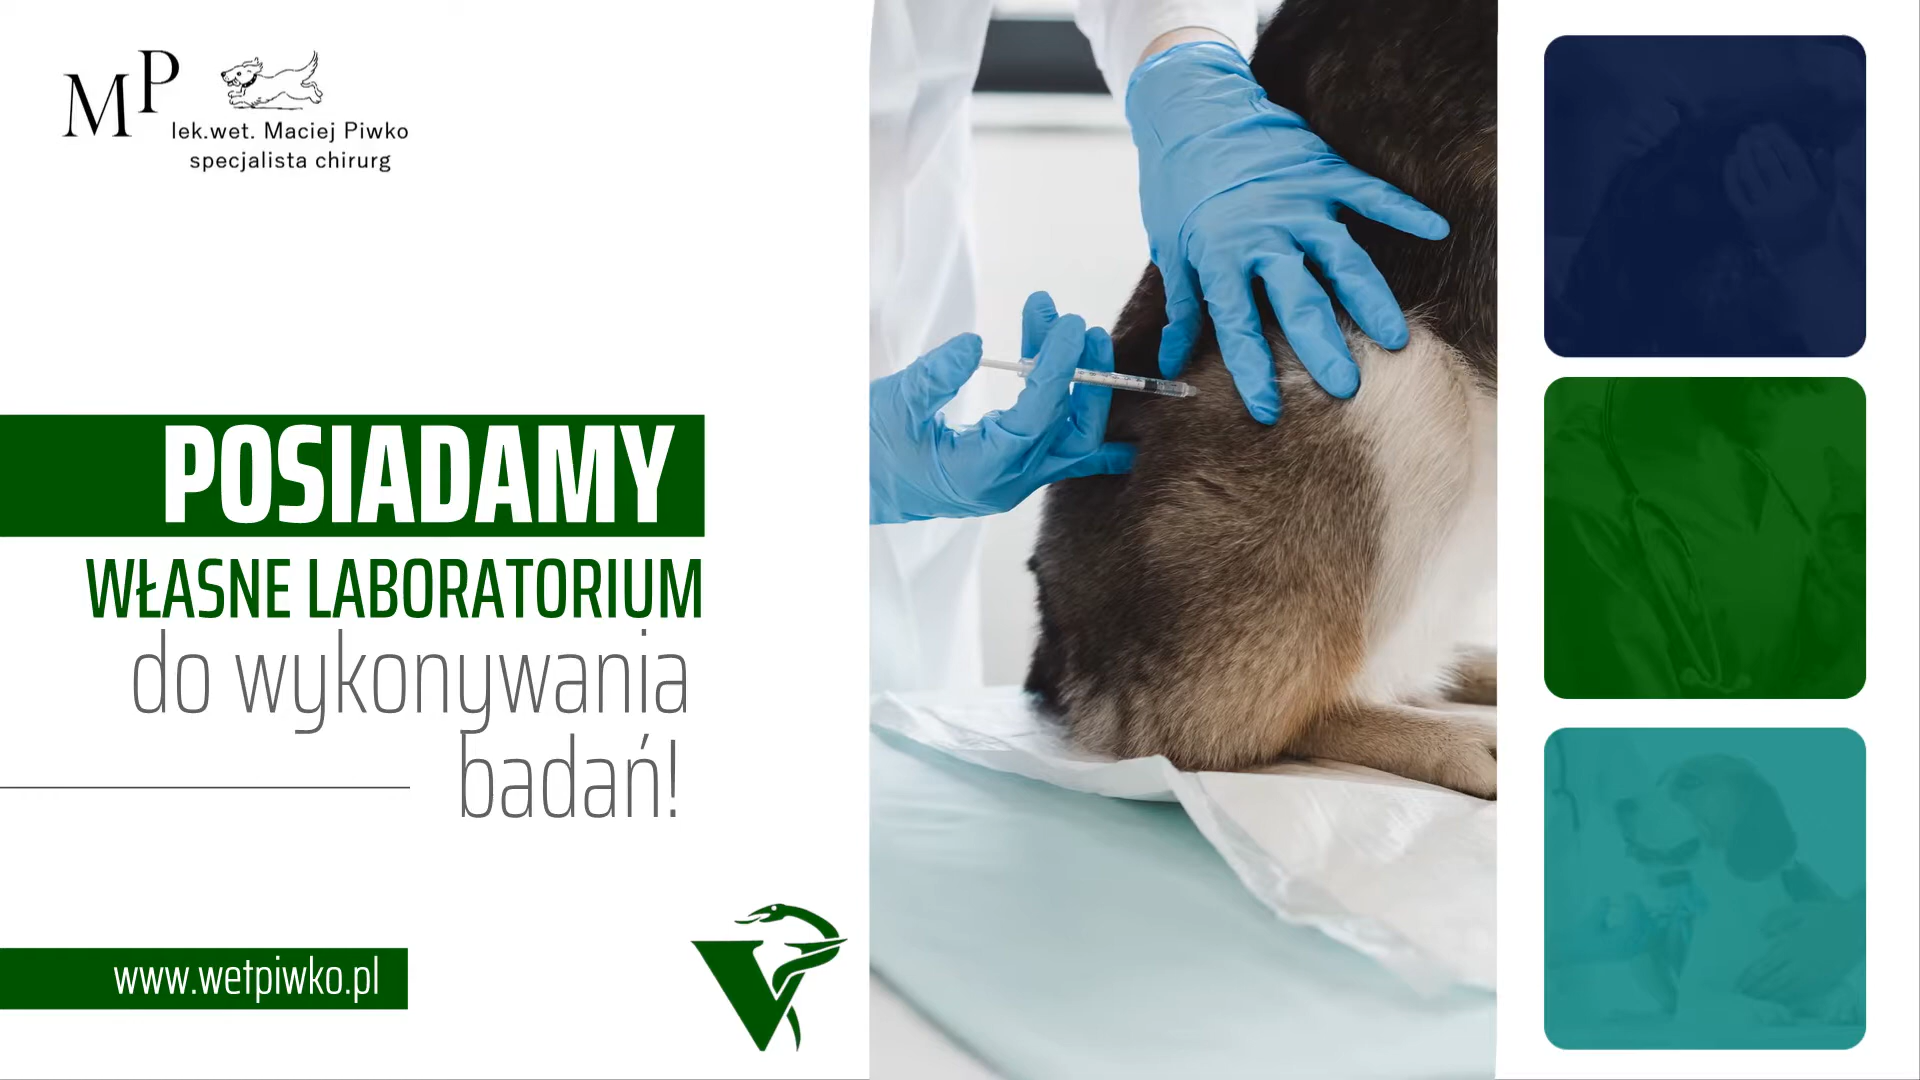 MP
lek.wet. Maciej Piwko
specjalista chirurg
POSIADAMY
WŁASNE LABORATORIUM
do wykonywania
badań!
www.wetpiwko.pl